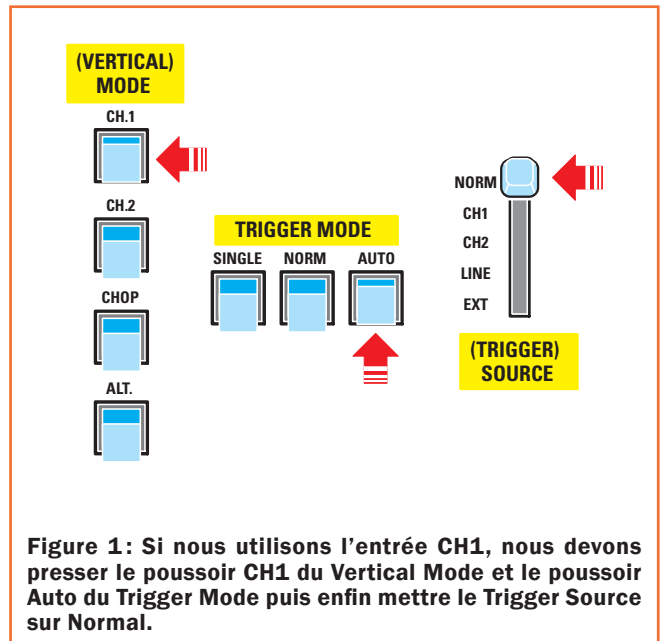 (VERTICAL)
MODE
CH.1
CH.2
CHOP
ALT.
TRIGGER MODE
SINGLE NORM AUTO
NORM
CH1
CH2
LINE
EXT
(TRIGGER)
SOURCE
Figure 1: Si nous utilisons l'entrée CH1, nous devons
presser le poussoir CH1 du Vertical Mode et le poussoir
Auto du Trigger Mode puis enfin mettre le Trigger Source
sur Normal.